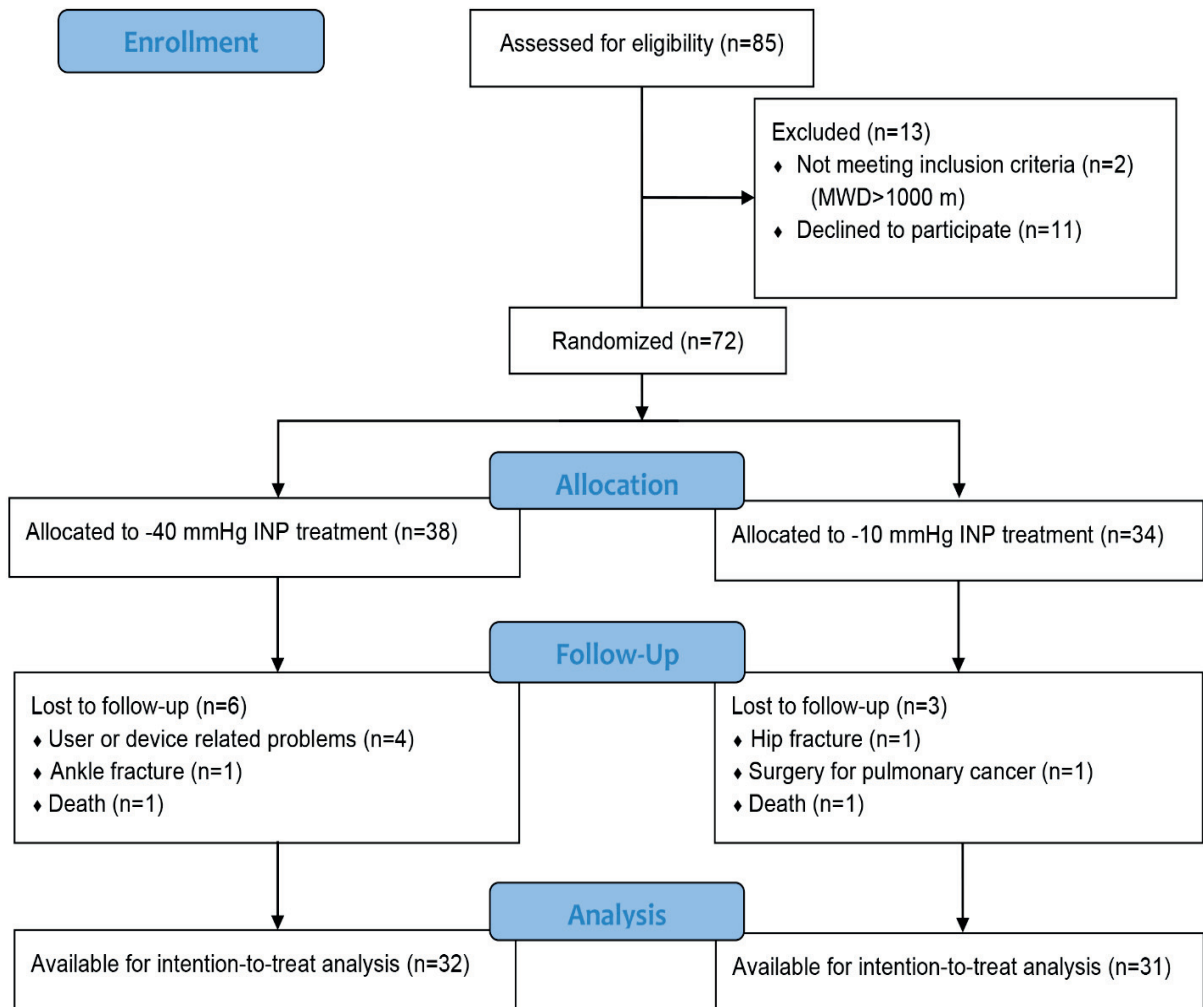 Enrollment
Assessed for eligibility (n=85)
Excluded (n=13)
♦ Not meeting inclusion criteria (n=2)
(MWD>1000 m)
♦ Declined to participate (n=11)
Randomized (n=72)
Allocation
Allocated to -40 mmHg INP treatment (n=38)
Allocated to -10 mmHg INP treatment (n=34)
Follow-Up
Lost to follow-up (n=6)
♦ User or device related problems (n=4)
♦ Ankle fracture (n=1)
♦ Death (n=1)
Lost to follow-up (n=3)
♦ Hip fracture (n=1)
♦ Surgery for pulmonary cancer (n=1)
♦ Death (n=1)
Analysis
Available for intention-to-treat analysis (n=32)
Available for intention-to-treat analysis (n=31)